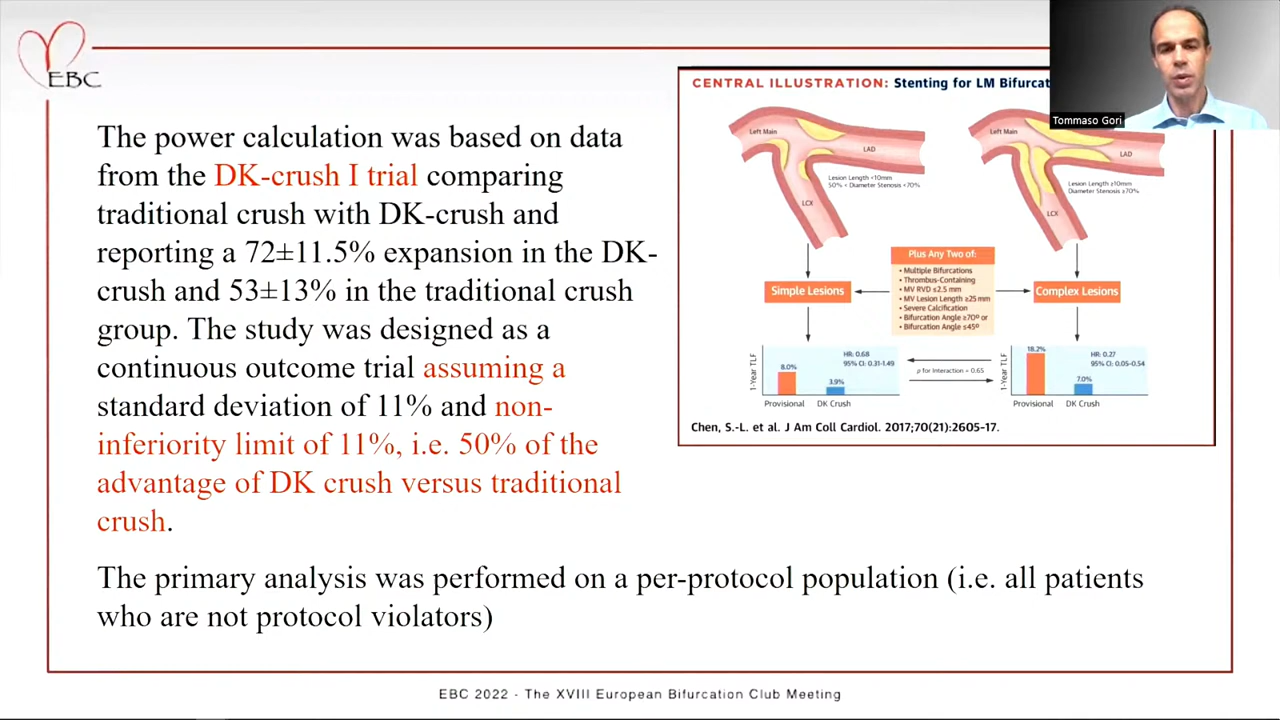 EBC
The power calculation was based on data
from the DK-crush I trial comparing
traditional crush with DK-crush and
reporting a 72±11.5% expansion in the DK-
crush and 53±13% in the traditional crush
group. The study was designed as a
continuous outcome trial assuming a
standard deviation of 11% and non-
inferiority limit of 11%, i.e. 50% of the
advantage of DK crush versus traditional
crush.
The primary analysis was performed on a per-protocol population (i.e. all patients
who are not protocol violators)
CENTRAL ILLUSTRATION: Stenting for LM Bifurcat
Tommaso Gori
Left Main
LAD
LCX
Lesion Length <10mm
50% < Diameter Stenosis <70%
Left Main
LAD
LCX
Lesion Length ≥10mm
Diameter Stenosis ≥70%
Plus Any Two of:
• Multiple Bifurcations
• Thrombus-Containing
• MV RVD ≤2.5 mm
• MV Lesion Length ≥25mm
• Severe Calcification
• Bifurcation Angle ≥70º or
• Bifurcation Angle ≤45º
Simple Lesions
Complex Lesions
1-Year TLF
8.0%
3.9%
HR: 0.68
95% CI: 0.31-1.49
Provisional
DK Crush
p for Interaction = 0.65
1-Year TLF
18.2%
7.0%
HR: 0.27
95% CI: 0.05-0.54
Provisional
DK Crush
Chen, S.-L. et al. J Am Coll Cardiol. 2017;70(21):2605-17.
EBC 2022 - The XVIII European Bifurcation Club Meeting